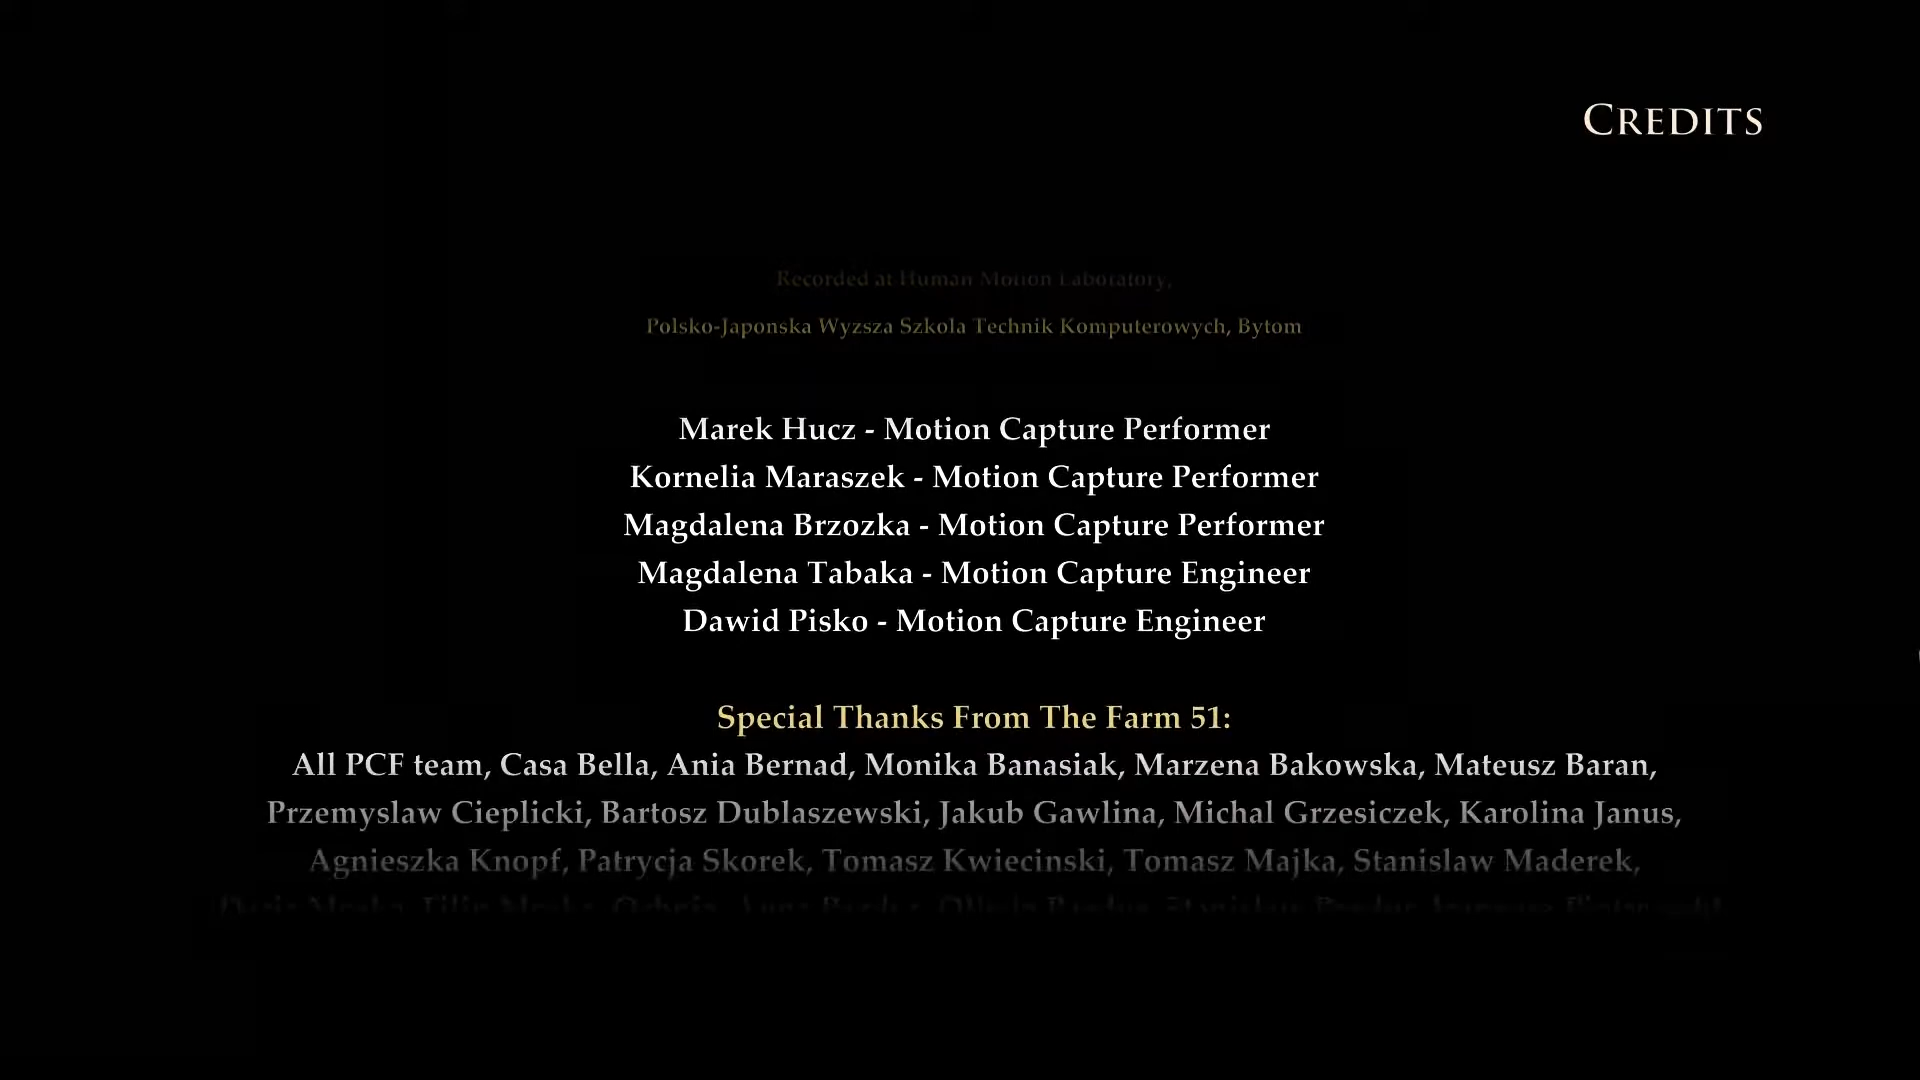 CREDITS
Recorded at Human Motion Laboratory,
Polsko-Japonska Wyzsza Szkola Technik Komputerowych, Bytom
Marek Hucz - Motion Capture Performer
Kornelia Maraszek - Motion Capture Performer
Magdalena Brzozka - Motion Capture Performer
Magdalena Tabaka - Motion Capture Engineer
Dawid Pisko - Motion Capture Engineer
Special Thanks From The Farm 51:
All PCF team, Casa Bella, Ania Bernad, Monika Banasiak, Marzena Bakowska, Mateusz Baran,
Przemyslaw Cieplicki, Bartosz Dublaszewski, Jakub Gawlina, Michal Grzesiczek, Karolina Janus,
Agnieszka Knopf, Patrycja Skorek, Tomasz Kwiecinski, Tomasz Majka, Stanislaw Maderek,